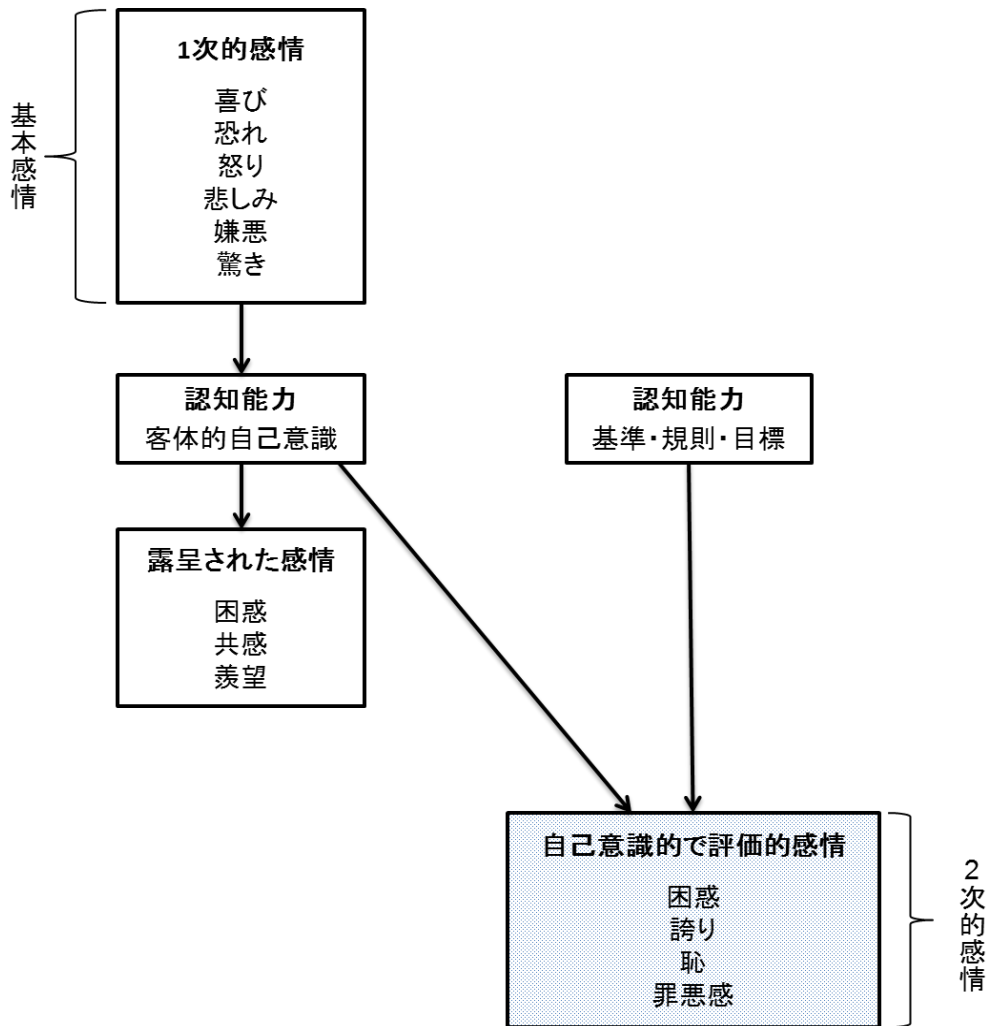 1次的感情
喜び
恐れ
怒り
悲しみ
嫌悪
驚き
基本感情
認知能力
客体的自己意識
認知能力
基準・規則・目標
露呈された感情
困惑
共感
羨望
自己意識的で評価的感情
困惑
誇り
恥
罪悪感
2次的感情